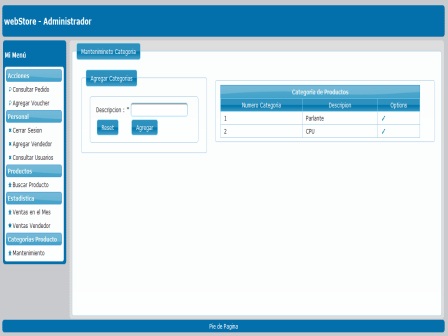 webStore - Administrador
Mi Menú
Acciones
Consultar Pedido
Agregar Voucher
Personal
Cerrar Sesion
Agregar Vendedor
Consultar Usuarios
Productos
Buscar Producto
Estadistica
Ventas en el Mes
Ventas Vendedor
Categorias Producto
Mantenimiento
Mantenimineto Categoria
Agregar Categorias
Descripcion : *
Reset Agregar
Categoria de Productos
Numero Categoria Descripcion Options
1 Parlante
2 CPU
Pie de Pagina